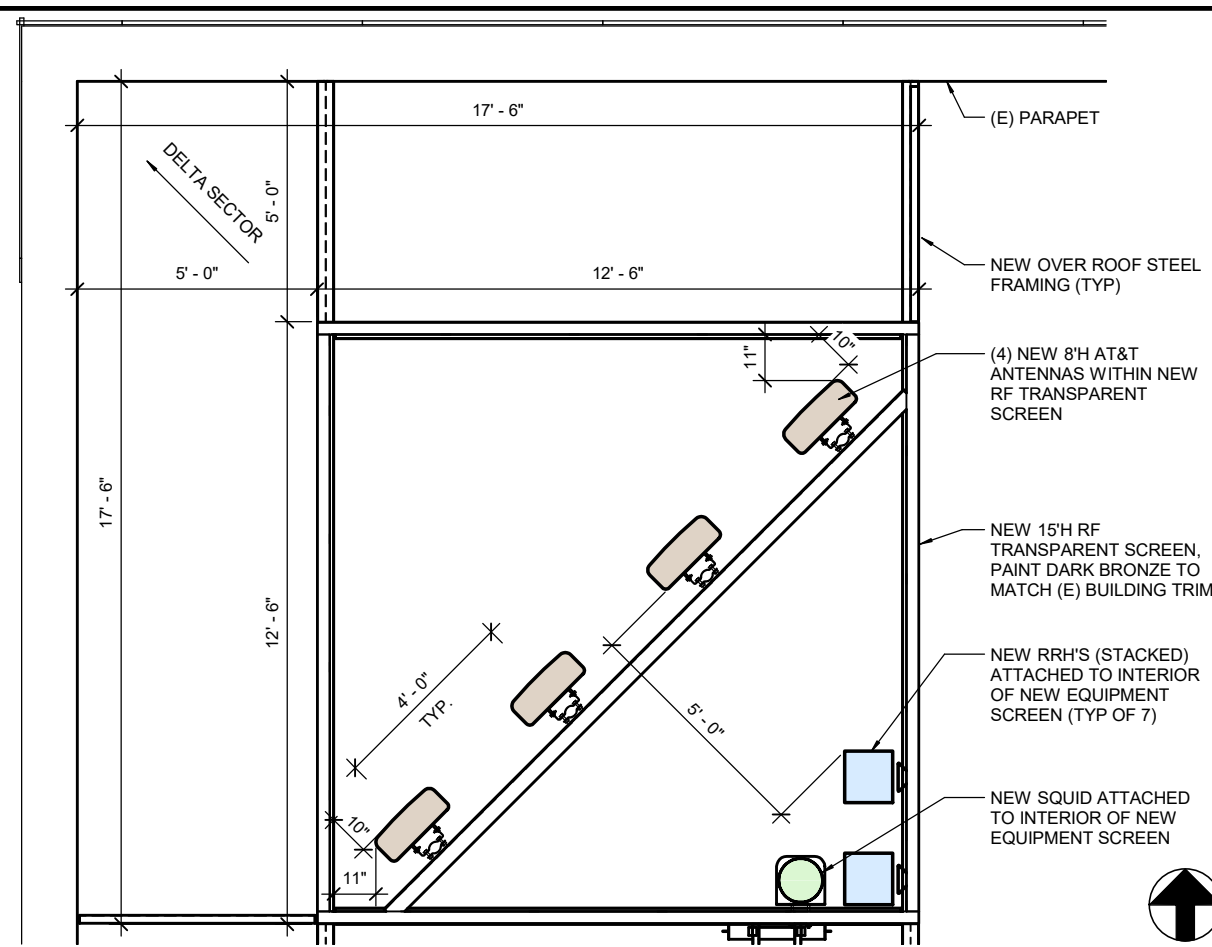 17' - 6"
(E) PARAPET
DELTA SECTOR
5' - 0"
5' - 0"
12' - 6"
NEW OVER ROOF STEEL
FRAMING (TYP)
10"
11"
(4) NEW 8'H AT&T
ANTENNAS WITHIN NEW
RF TRANSPARENT
SCREEN
17' - 6"
12' - 6"
NEW 15'H RF
TRANSPARENT SCREEN,
PAINT DARK BRONZE TO
MATCH (E) BUILDING TRIM
4' - 0"
TYP.
5' - 0"
NEW RRH'S (STACKED)
ATTACHED TO INTERIOR
OF NEW EQUIPMENT
SCREEN (TYP OF 7)
10"
11"
NEW SQUID ATTACHED
TO INTERIOR OF NEW
EQUIPMENT SCREEN